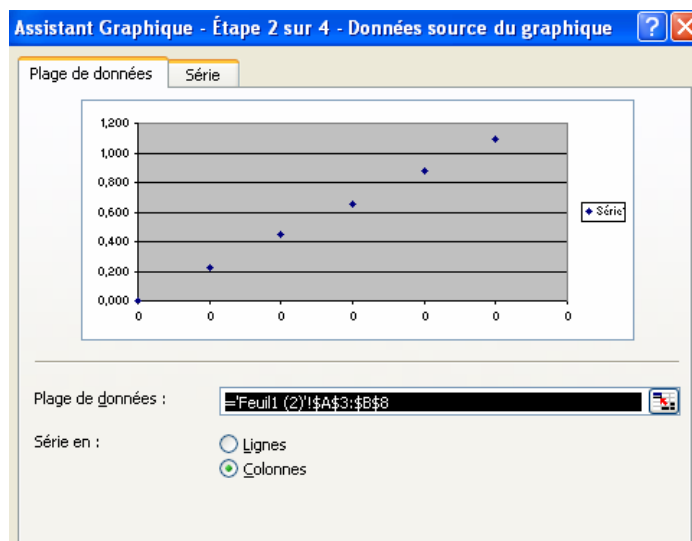 Assistant Graphique - Étape 2 sur 4 - Données source du graphique
Plage de données Série
1,200
1,000
0,800
0,600
0,400
0,200
0,000
0 0 0 0 0 0 0
Série1
Plage de données :
='Feuil1 (2)'!$A$3:$B$8
Série en :
Lignes
Colonnes